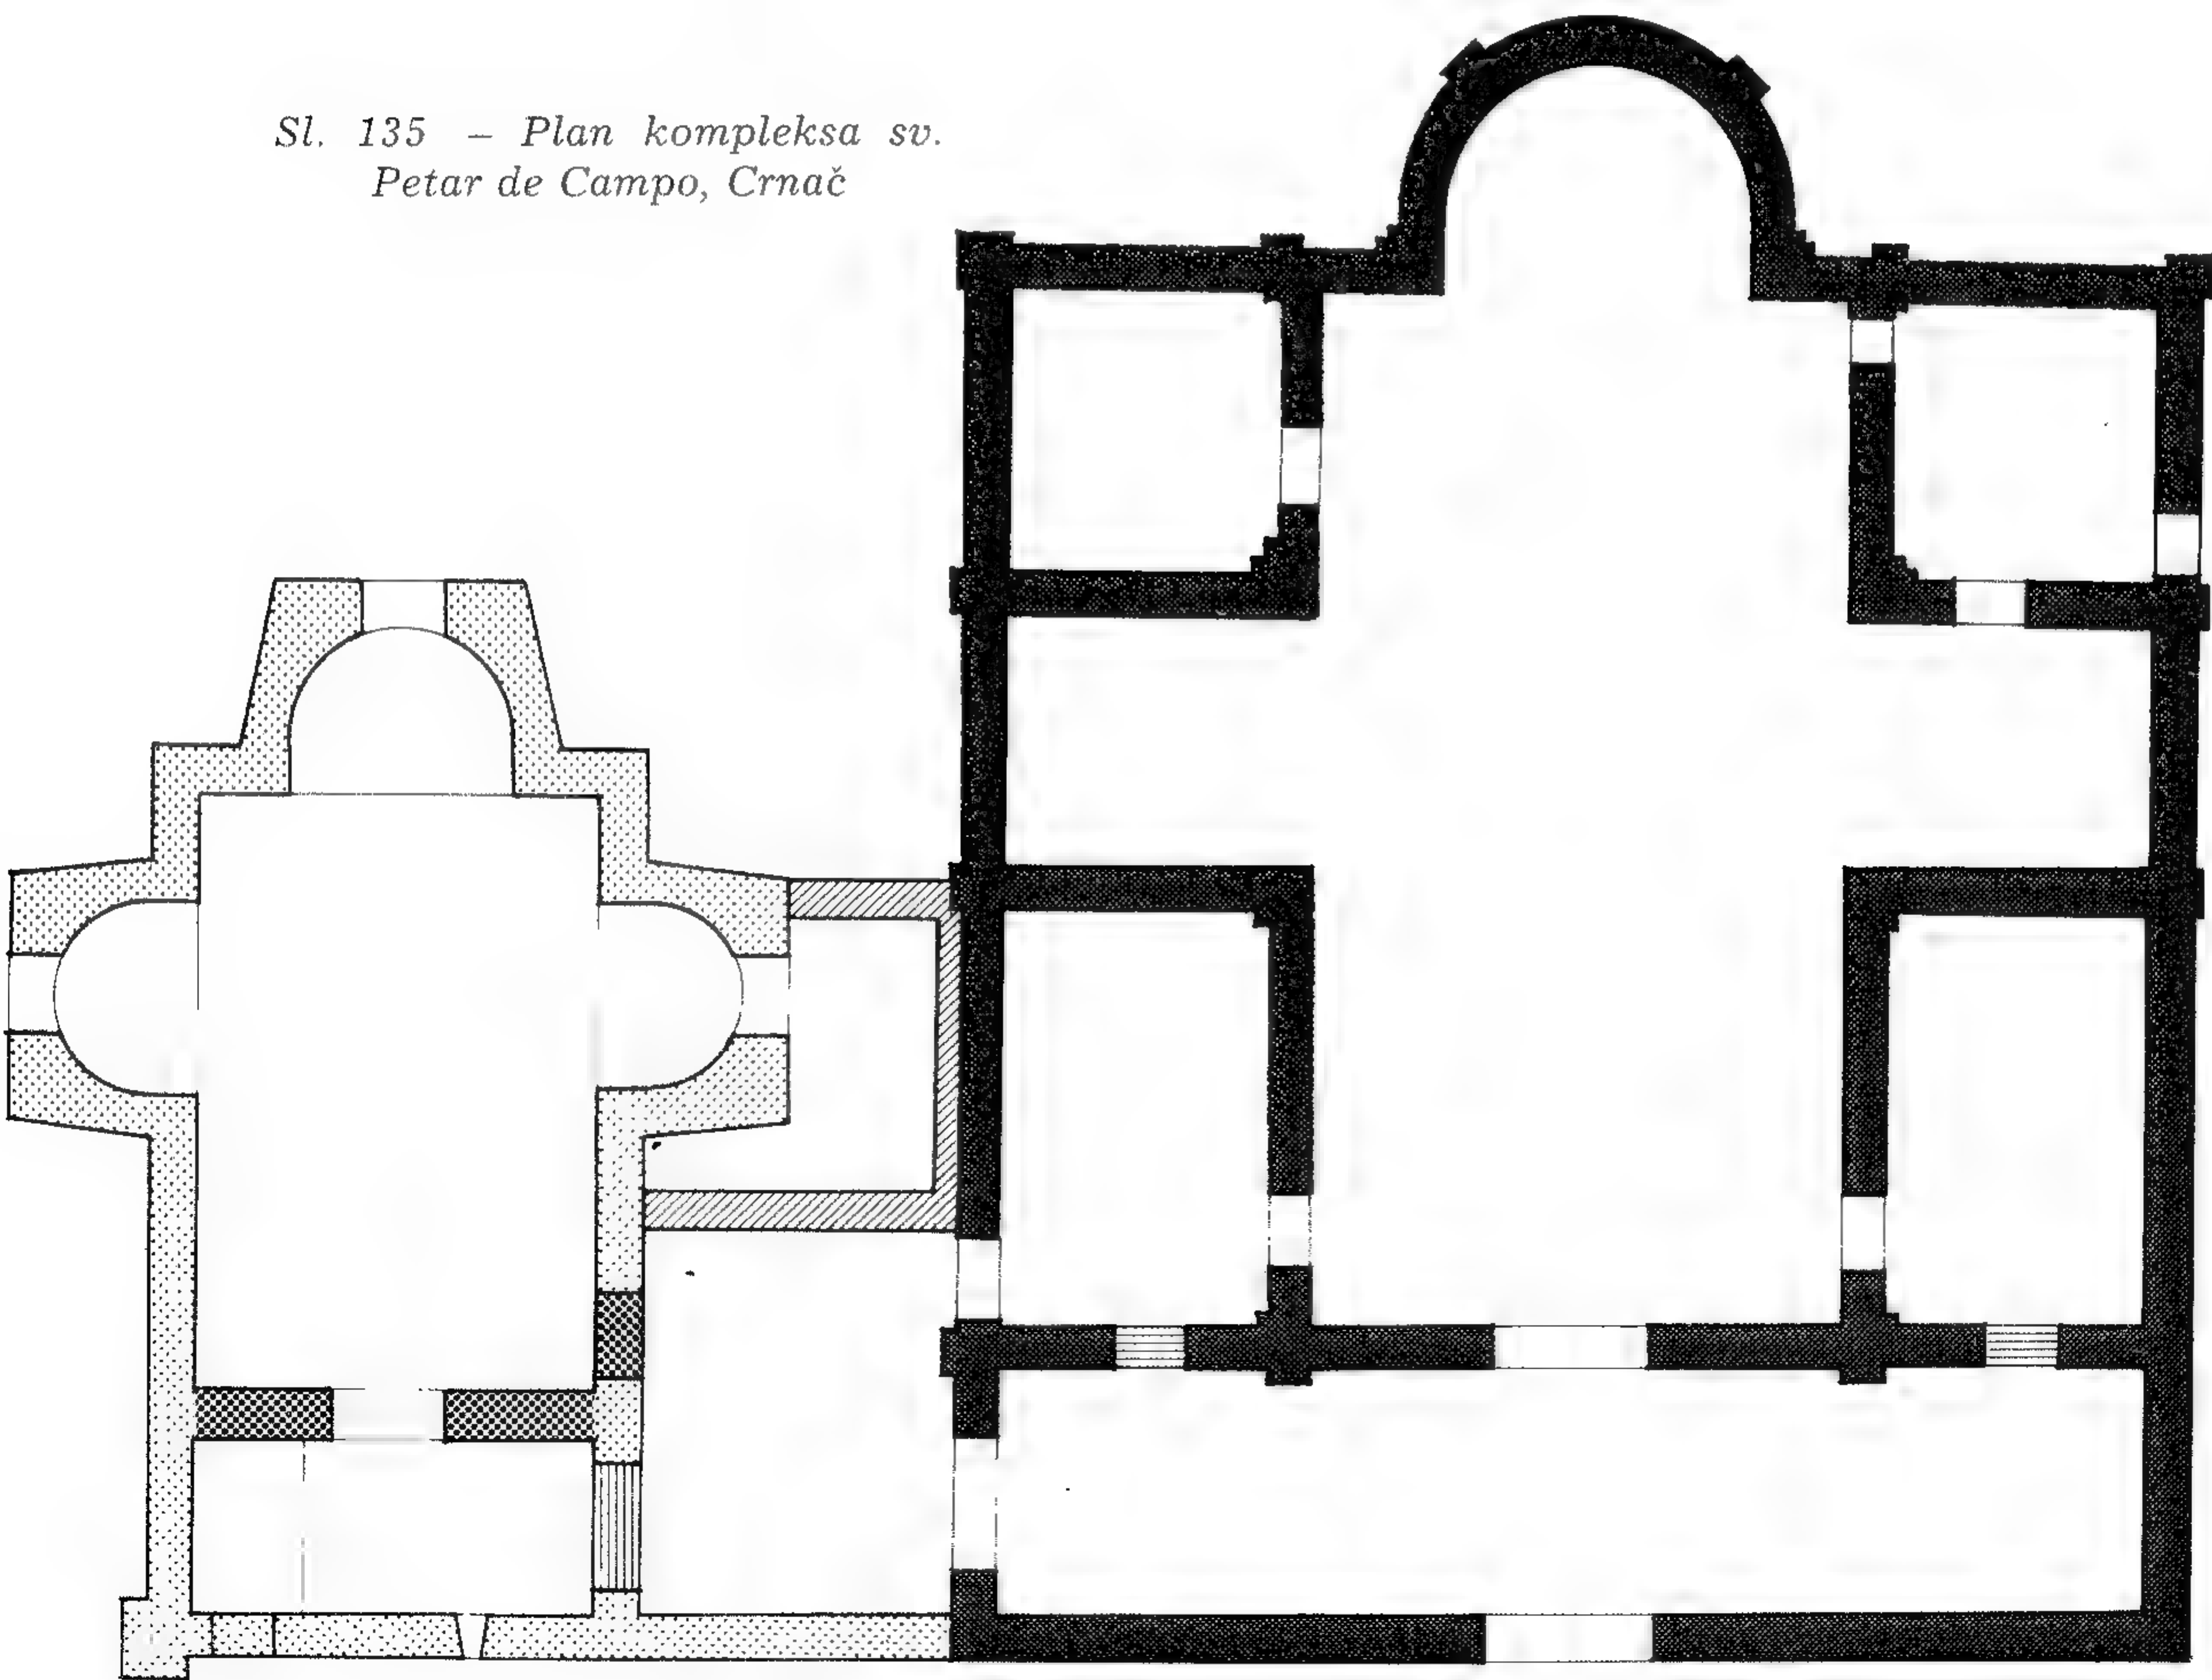 Sl. 135 – Plan kompleksa sv.
Petar de Campo, Crnač